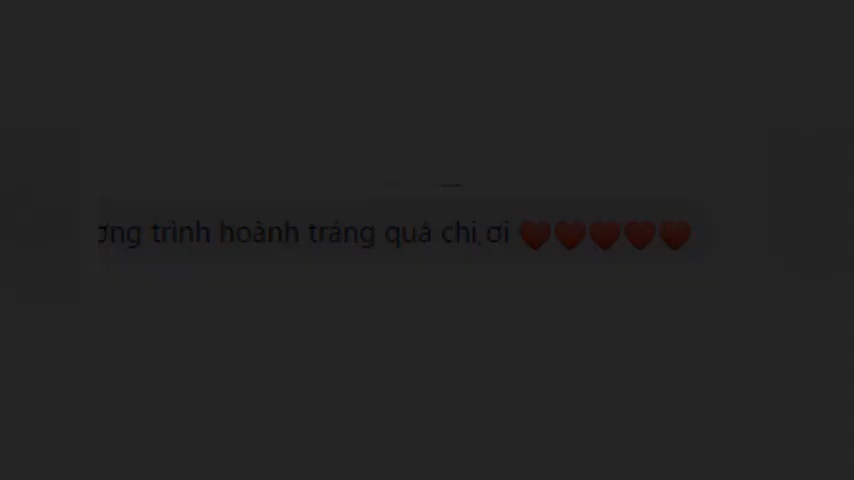 ơng trình hoành tráng quá chị ơi ❤️❤️❤️❤️❤️